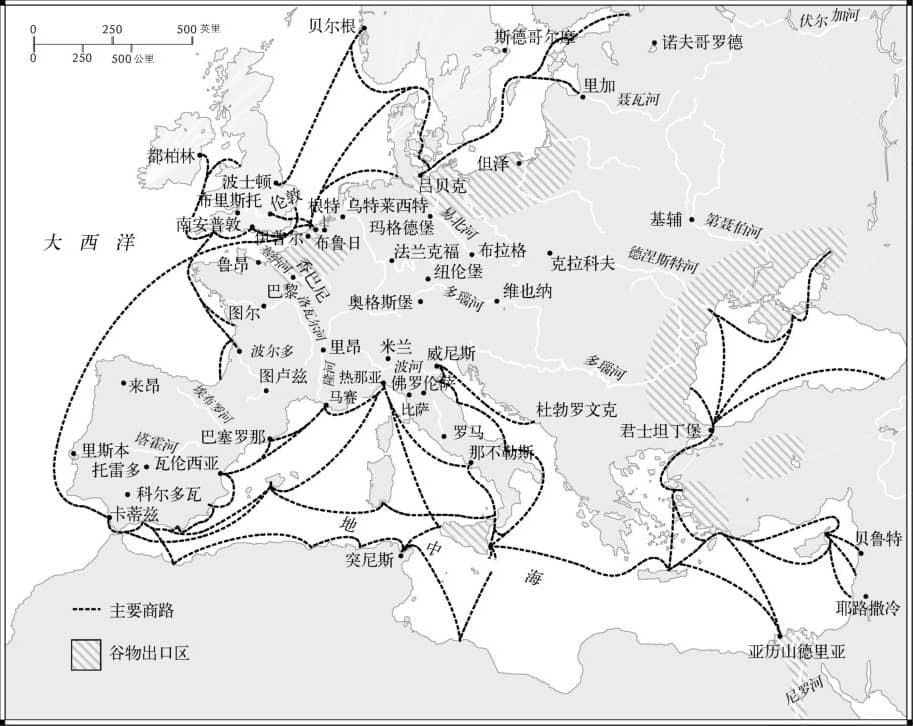 0 250 500 英里
0 250 500 公里
贝尔根
斯德哥尔摩
诺夫哥罗德
伏尔加河
里加
聂瓦河
都柏林
波士顿
但泽
吕贝克
布里斯托
伦敦
根特
乌特莱西特
南安普敦
伊普尔
布鲁日
玛格德堡
易北河
基辅
第聂伯河
大西洋
鲁昂
塞纳河
香巴尼
法兰克福
布拉格
克拉科夫
德涅斯特河
纽伦堡
巴黎
奥格斯堡
多瑙河
维也纳
图尔
洛瓦尔河
波尔多
里昂
米兰
威尼斯
多瑙河
波河
来昂
图卢兹
热那亚
佛罗伦萨
埃布罗河
马赛
比萨
杜勃罗文克
塔霍河
巴塞罗那
罗马
君士坦丁堡
里斯本
托雷多
瓦伦西亚
那不勒斯
科尔多瓦
卡蒂兹
地中海
突尼斯
贝鲁特
耶路撒冷
主要商路
谷物出口区
亚历山德里亚
尼罗河